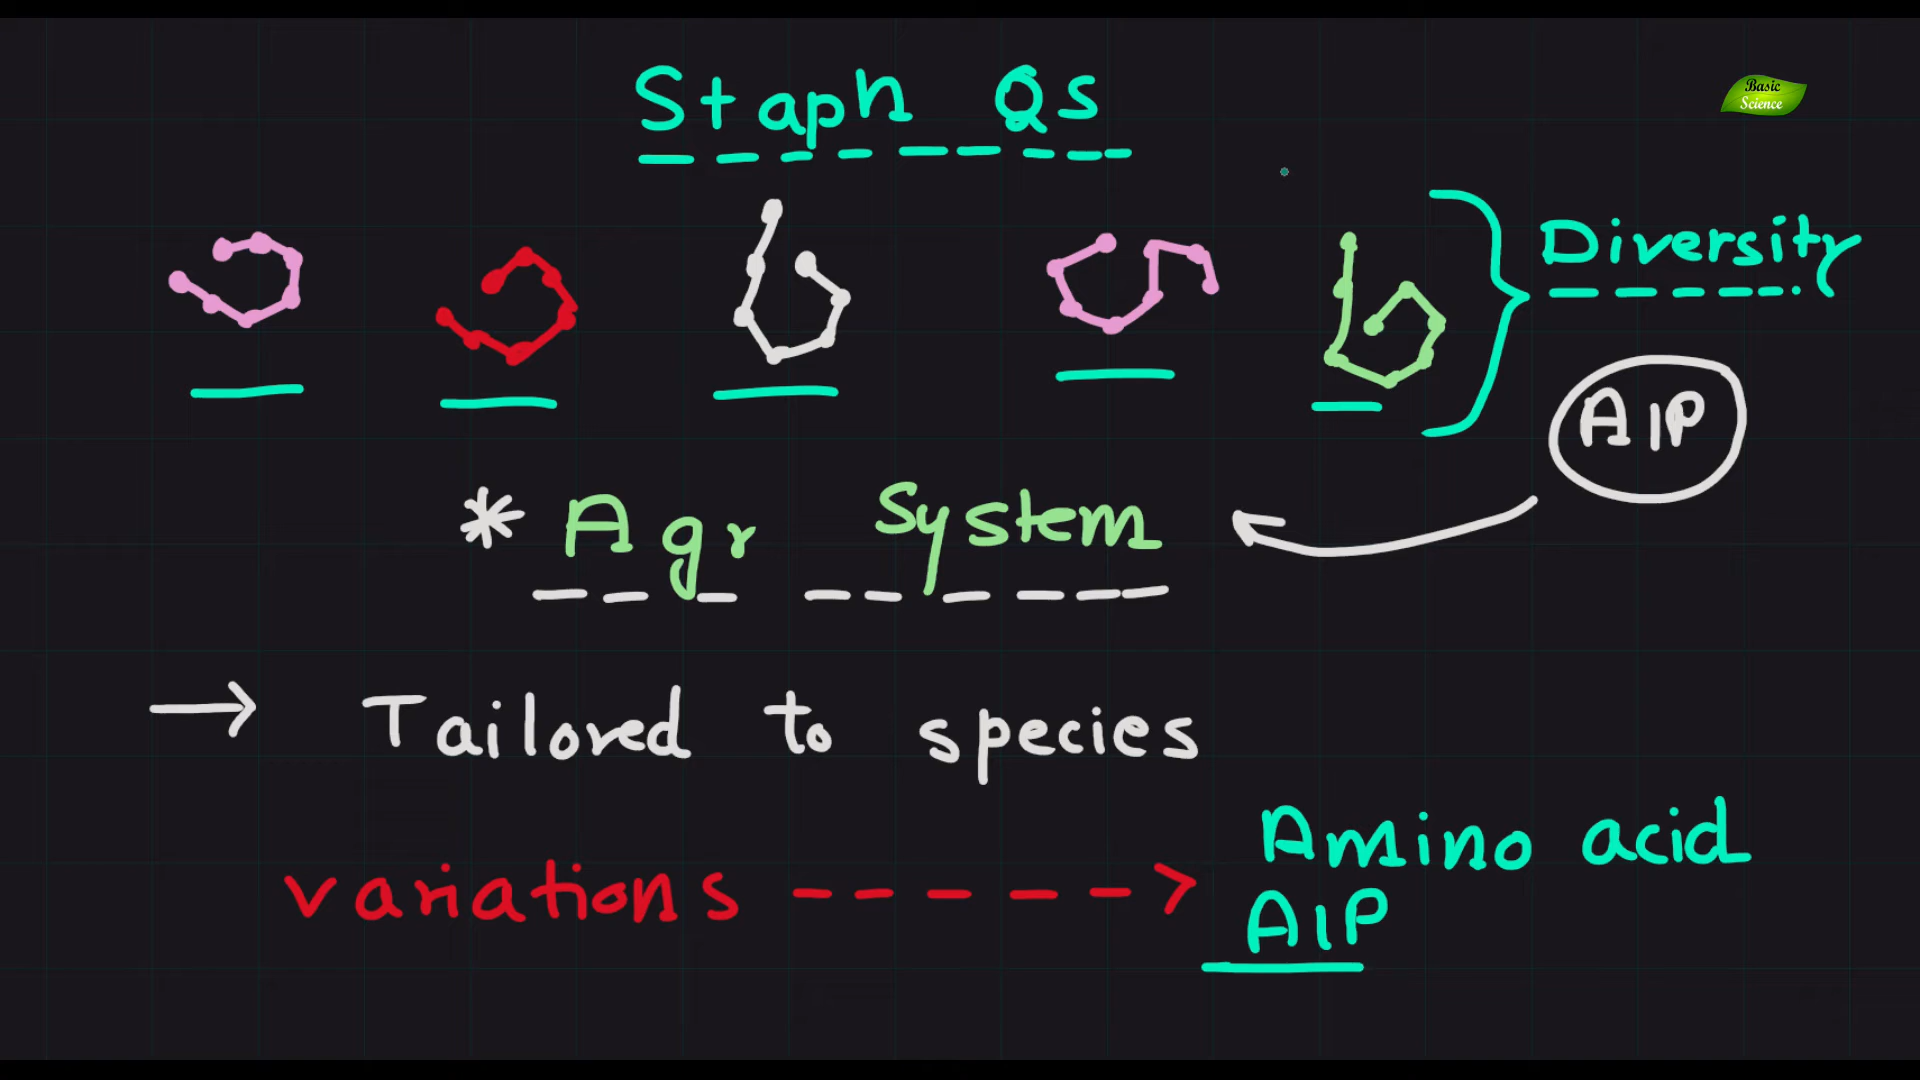 Staph Qs
Basic
Science
Diversity
AIP
* Agr System
→ Tailored to species
variations -----> Amino acid
AIP